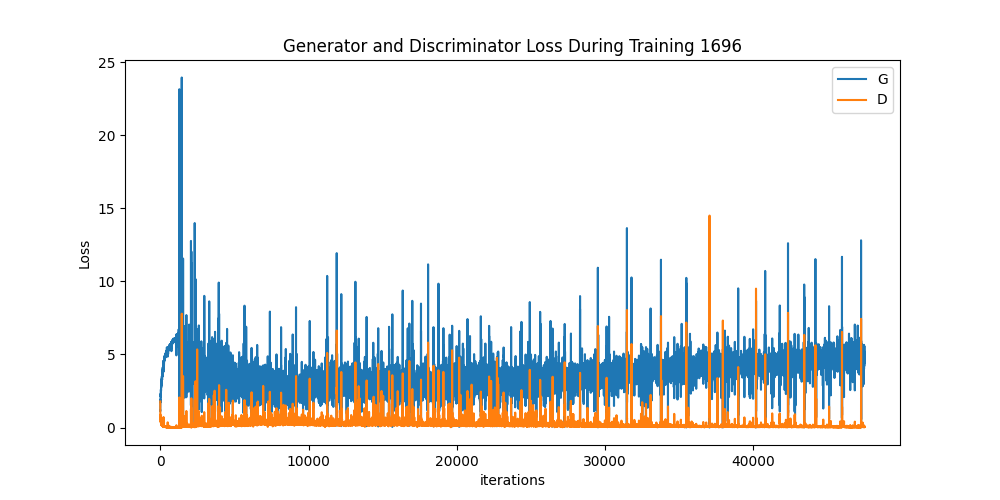 Generator and Discriminator Loss During Training 1696
25
20
15
10
5
0
Loss
G
D
0 10000 20000 30000 40000
iterations